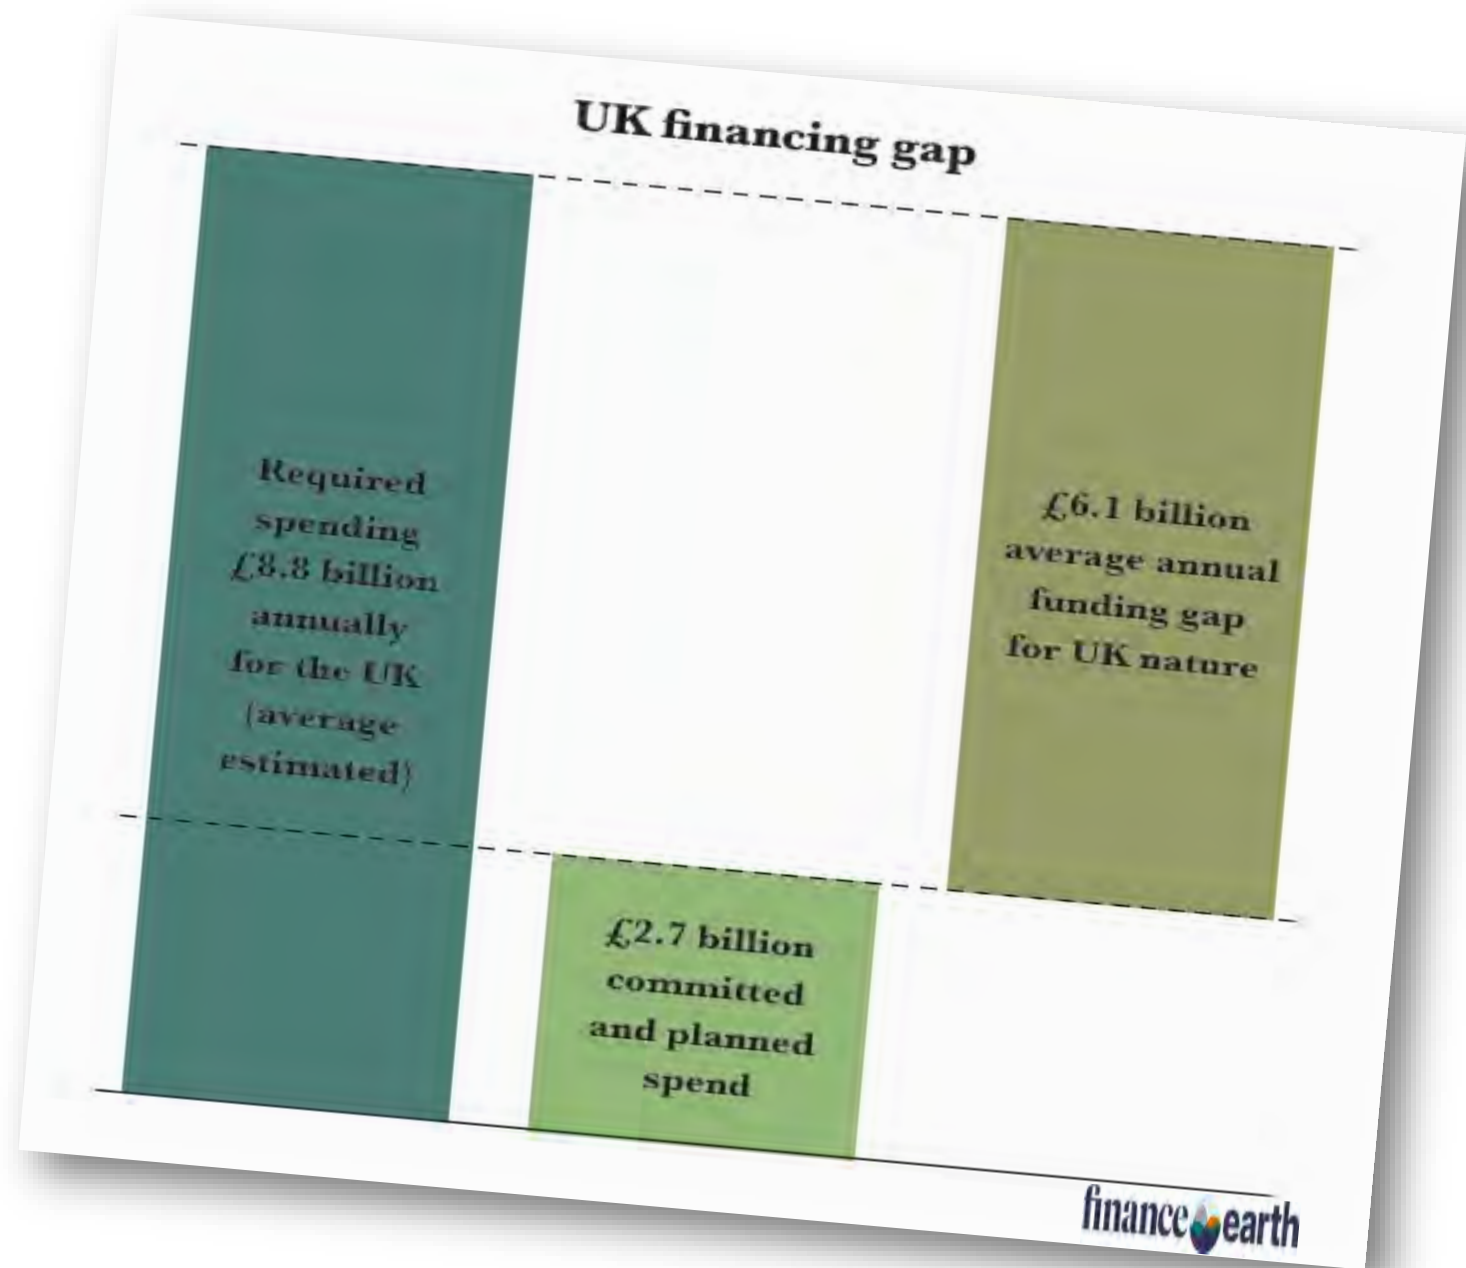 UK financing gap
Required
spending
£8.8 billion
annually
for the UK
(average
estimated)
£2.7 billion
committed
and planned
spend
£6.1 billion
average annual
funding gap
for UK nature
finance earth